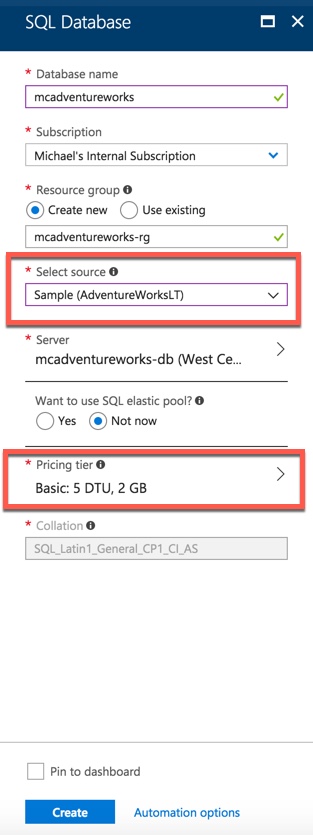 SQL Database
* Database name
mcadventureworks
* Subscription
Michael's Internal Subscription
* Resource group
Create new Use existing
mcadventureworks-rg
* Select source
Sample (AdventureWorksLT)
* Server
mcadventureworks-db (West Ce...
Want to use SQL elastic pool?
Yes Not now
* Pricing tier
Basic: 5 DTU, 2 GB
* Collation
SQL_Latin1_General_CP1_CI_AS
Pin to dashboard
Create Automation options